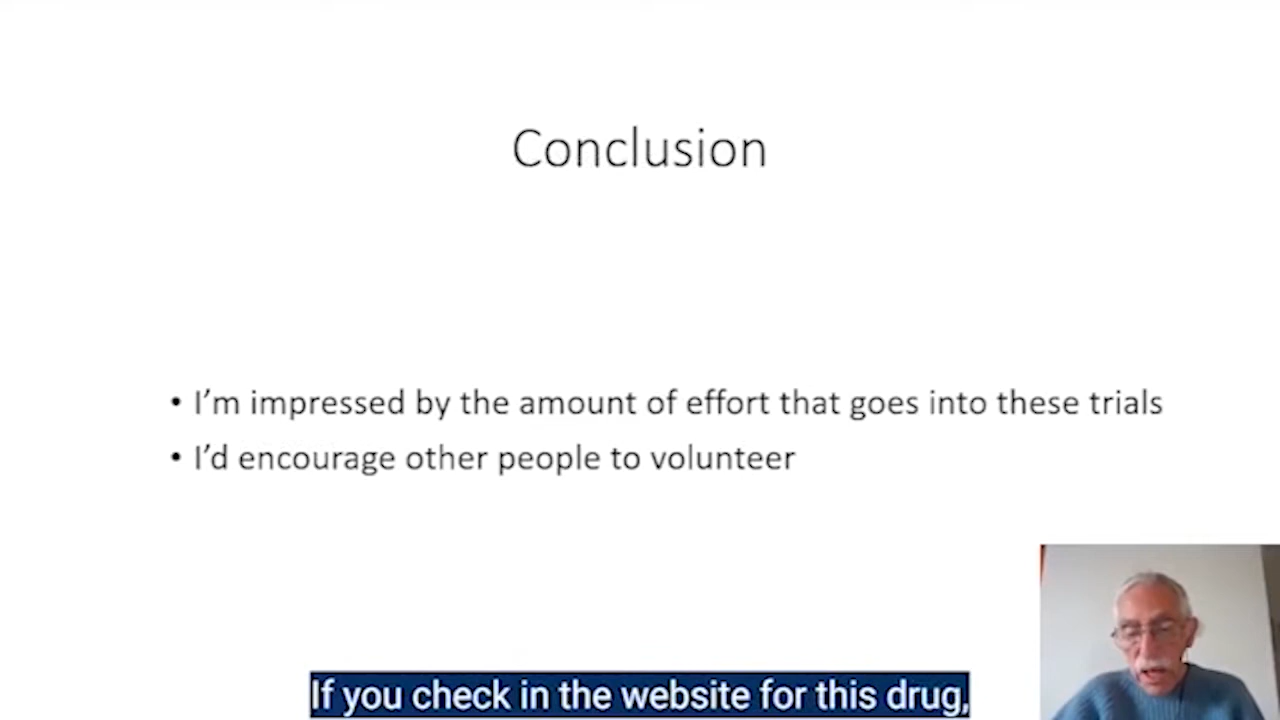 Conclusion
• I'm impressed by the amount of effort that goes into these trials
• I'd encourage other people to volunteer
If you check in the website for this drug,